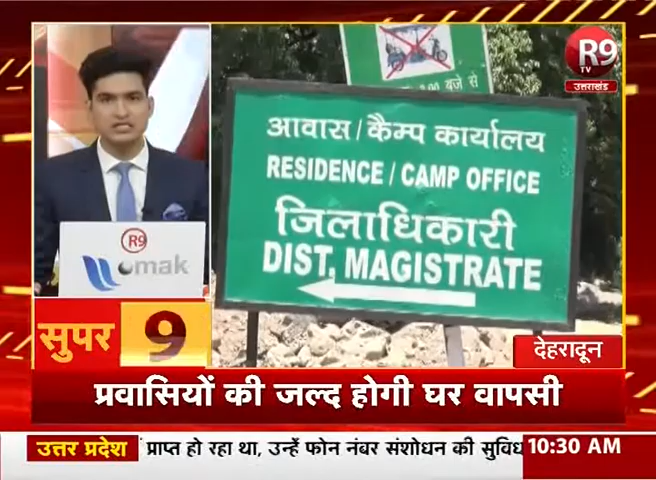 R9
TV
उत्तराखंड
बजे से
आवास / कैम्प कार्यालय
RESIDENCE / CAMP OFFICE
जिलाधिकारी
DIST. MAGISTRATE
R9
omak
सुपर 9
देहरादून
प्रवासियों की जल्द होगी घर वापसी
उत्तर प्रदेश
प्राप्त हो रहा था, उन्हें फोन नंबर संशोधन की
10:30 AM